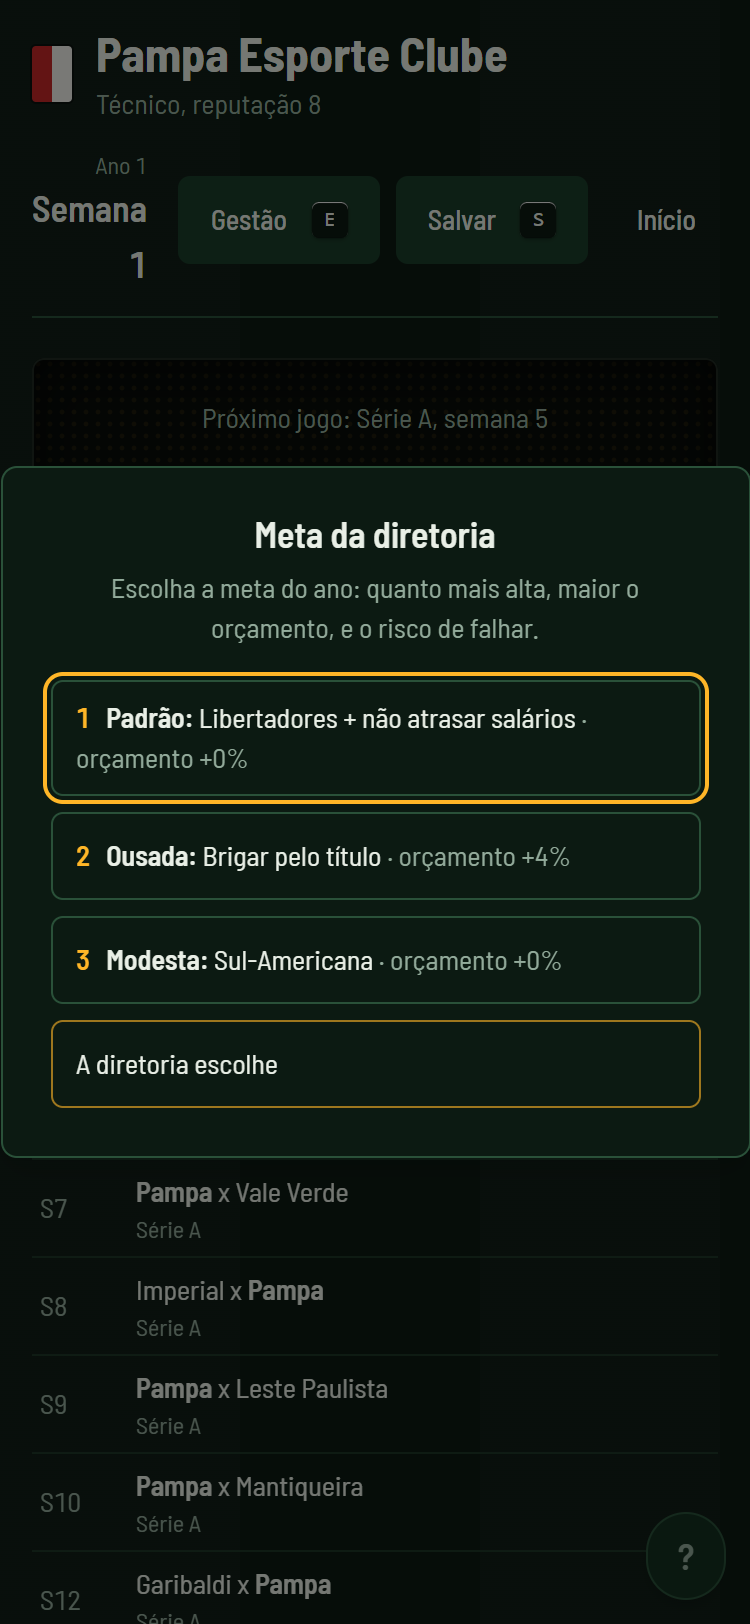 Pampa Esporte Clube
Técnico, reputação 8
Ano 1
Semana
1
Gestão E
Salvar S
Início
Próximo jogo: Série A, semana 5
Meta da diretoria
Escolha a meta do ano: quanto mais alta, maior o
orçamento, e o risco de falhar.
1 Padrão: Libertadores + não atrasar salários ·
orçamento +0%
2 Ousada: Brigar pelo título · orçamento +4%
3 Modesta: Sul-Americana · orçamento +0%
A diretoria escolhe
S7
Pampa x Vale Verde
Série A
S8
Imperial x Pampa
Série A
S9
Pampa x Leste Paulista
Série A
S10
Pampa x Mantiqueira
Série A
?
S12
Garibaldi x Pampa
Série A